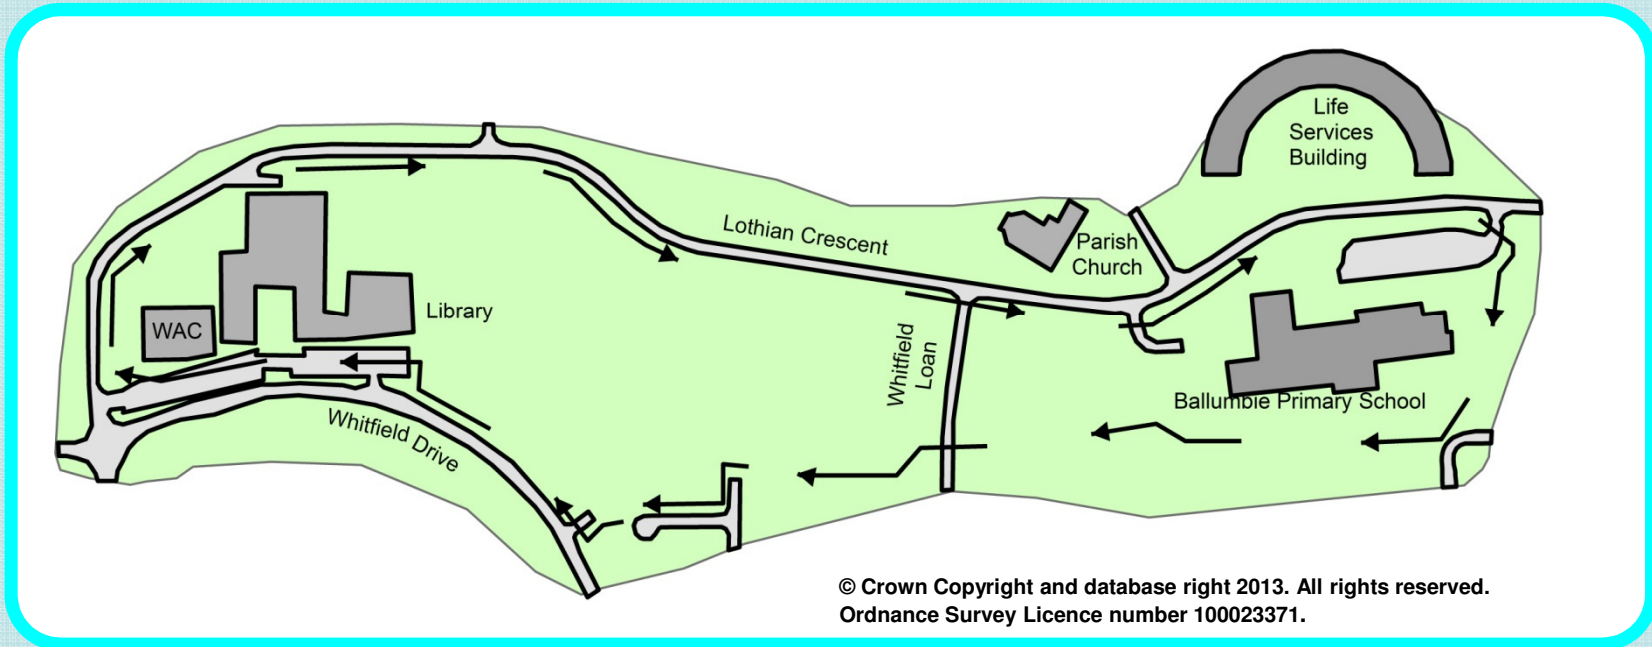 Life
Services
Building
Lothian Crescent
Parish
Church
Library
WAC
Whitfield
Loan
Ballumbie Primary School
Whitfield Drive
© Crown Copyright and database right 2013. All rights reserved.
Ordnance Survey Licence number 100023371.